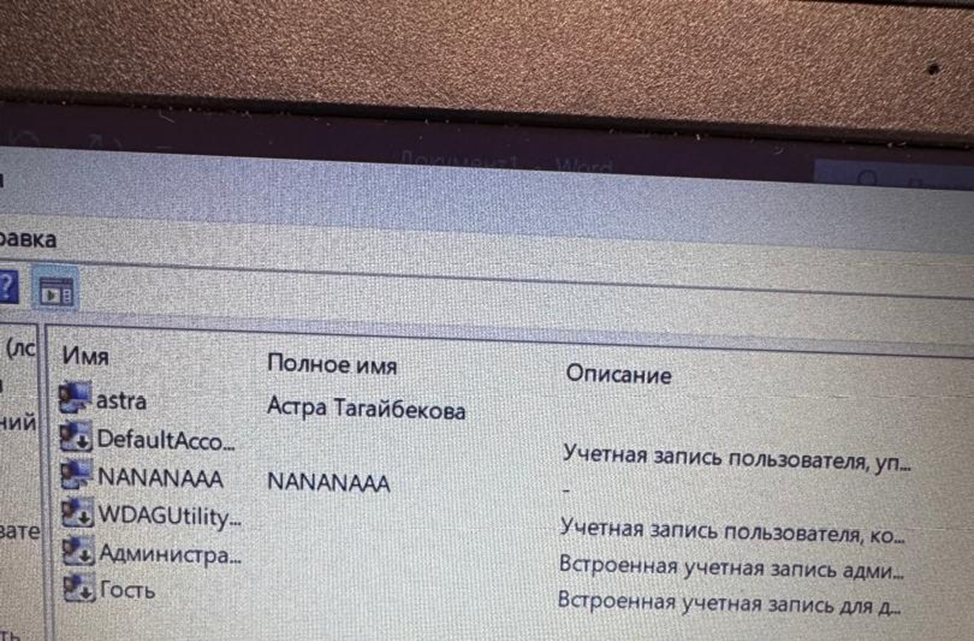 Документ1 - Word
равка
?
(лс
Имя Полное имя Описание
astra Астра Тагайбекова
ний
DefaultAcco... Учетная запись пользователя, уп...
NANANAAA NANANAAA -
WDAGUtility... Учетная запись пользователя, ко...
вате
Администра... Встроенная учетная запись адми...
Гость Встроенная учетная запись для д...
ть